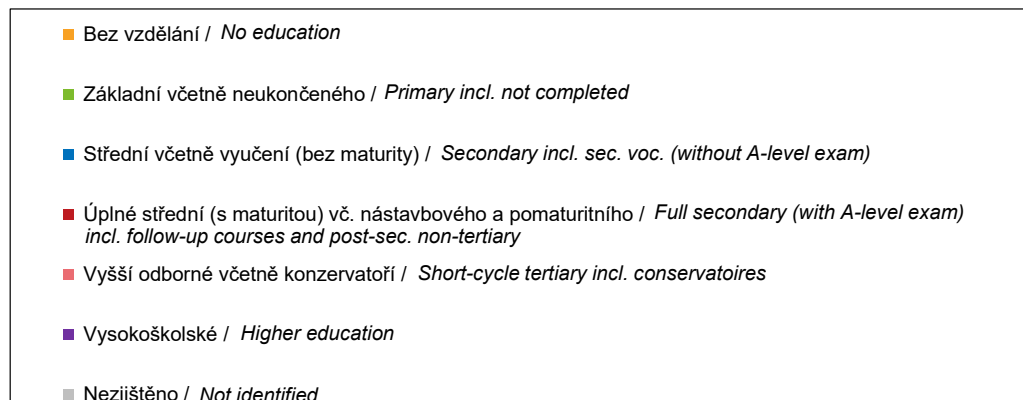 Bez vzdělání / No education
Základní včetně neukončeného / Primary incl. not completed
Střední včetně vyučení (bez maturity) / Secondary incl. sec. voc. (without A-level exam)
Úplné střední (s maturitou) vč. nástavbového a pomaturitního / Full secondary (with A-level exam)
incl. follow-up courses and post-sec. non-tertiary
Vyšší odborné včetně konzervatoří / Short-cycle tertiary incl. conservatoires
Vysokoškolské / Higher education
Nezjištěno / Not identified